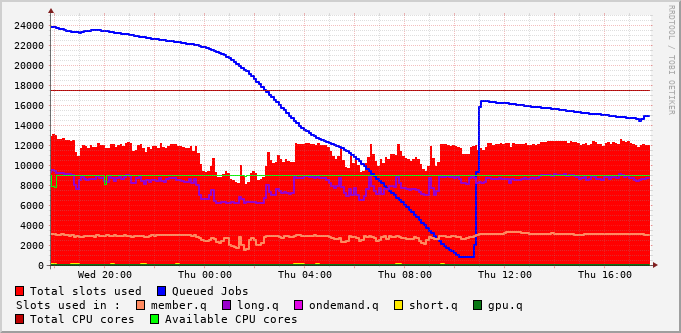 RRDTOOL / TOBI OETIKER
24000
22000
20000
18000
16000
14000
12000
10000
8000
6000
4000
2000
0
Wed 20:00 Thu 00:00 Thu 04:00 Thu 08:00 Thu 12:00 Thu 16:00
Total slots used Queued Jobs
Slots used in : member.q long.q ondemand.q short.q gpu.q
Total CPU cores Available CPU cores